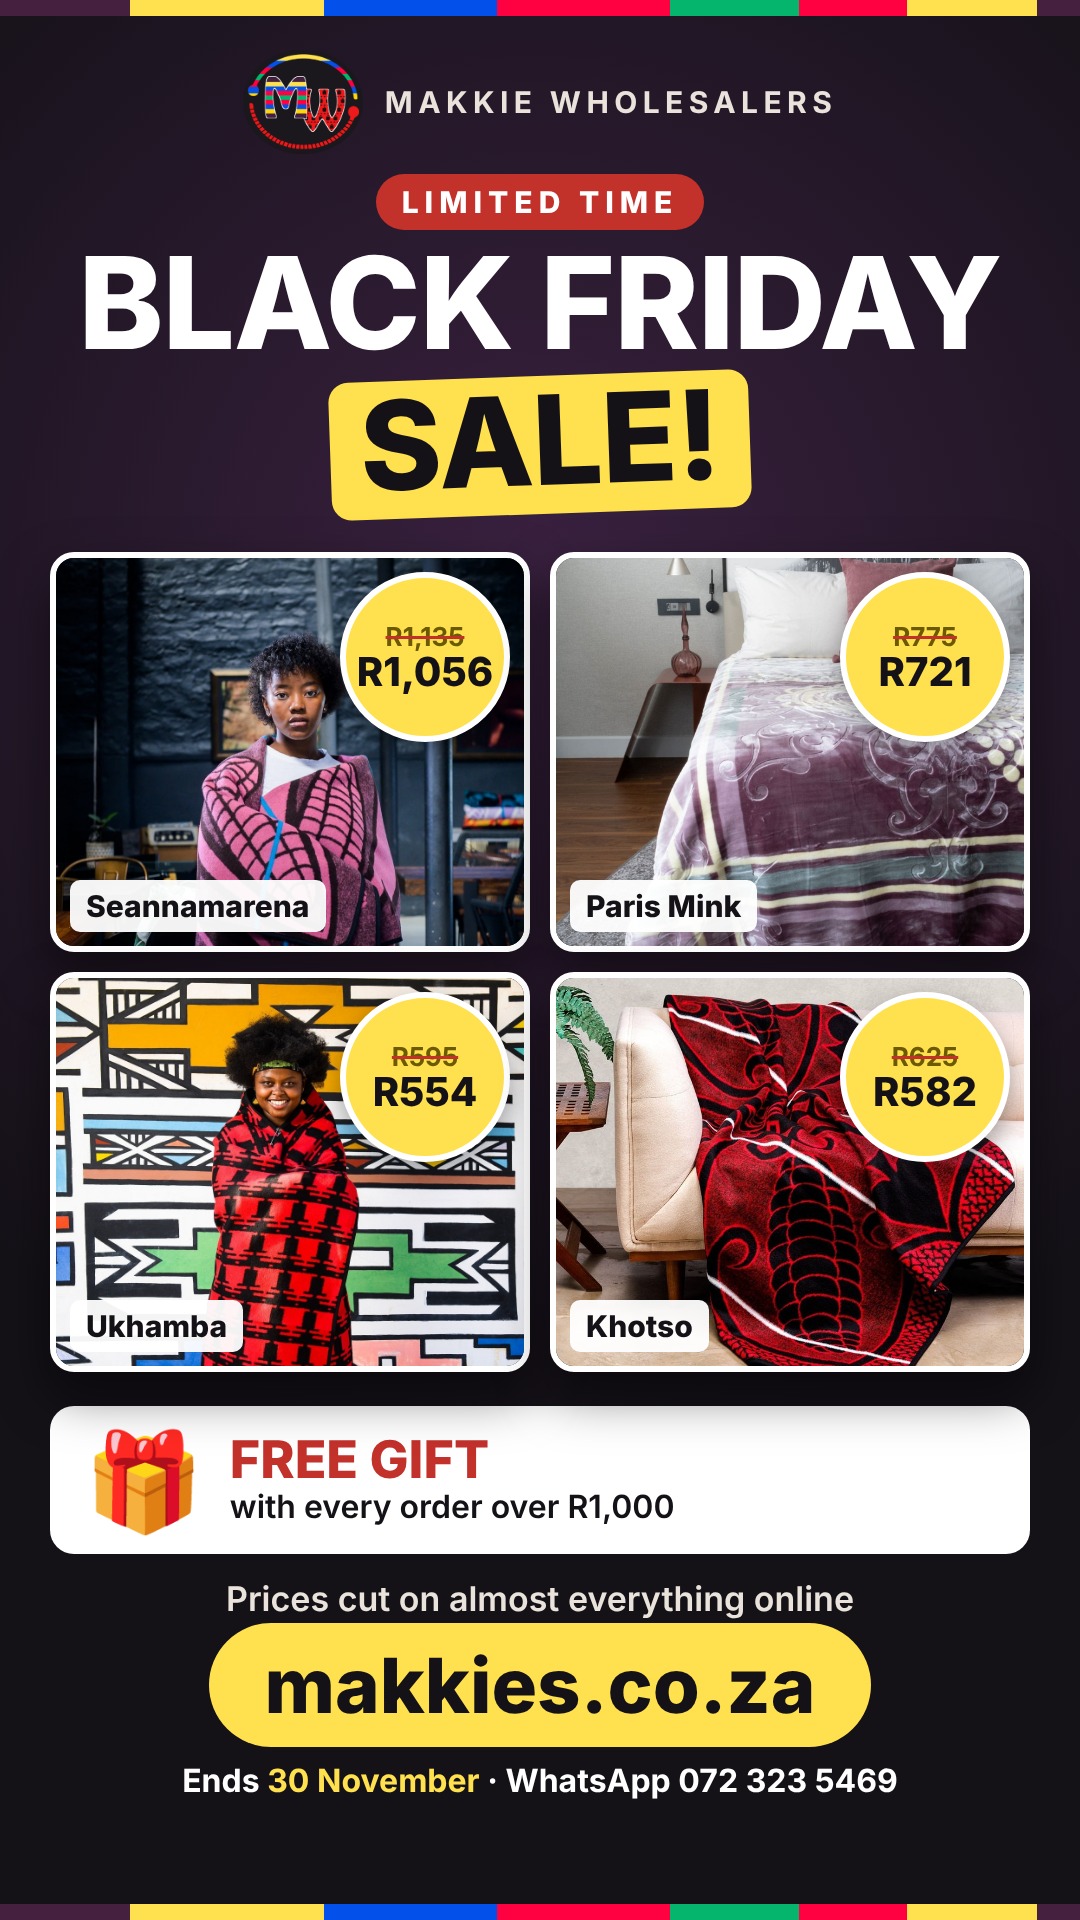 MW
MAKKIE WHOLESALERS
LIMITED TIME
BLACK FRIDAY
SALE!
R1,135
R1,056
Seannamarena
R775
R721
Paris Mink
R595
R554
Ukhamba
R625
R582
Khotso
FREE GIFT
with every order over R1,000
Prices cut on almost everything online
makkies.co.za
Ends 30 November · WhatsApp 072 323 5469